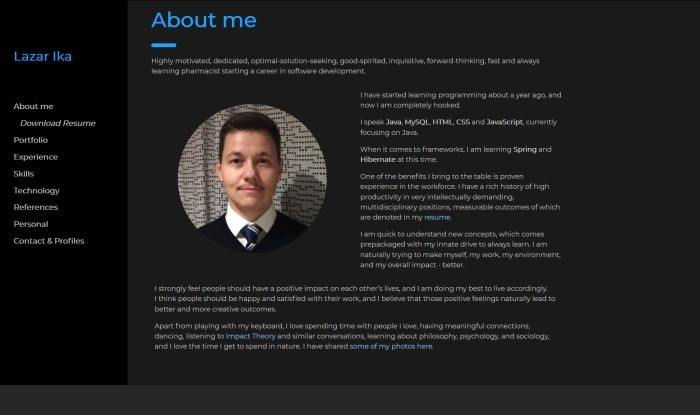 About me
Lazar Ika
Highly motivated, dedicated, optimal-solution-seeking, good-spirited, inquisitive, forward-thinking, fast and always
learning pharmacist starting a career in software development.
About me
Download Resume
Portfolio
Experience
Skills
Technology
References
Personal
Contact & Profiles
I have started learning programming about a year ago, and
now I am completely hooked.
I speak Java, MySQL, HTML, CSS and JavaScript, currently
focusing on Java.
When it comes to frameworks, I am learning Spring and
Hibernate at this time.
One of the benefits I bring to the table is proven
experience in the workforce. I have a rich history of high
productivity in very intellectually demanding,
multidisciplinary positions, measurable outcomes of which
are denoted in my resume.
I am quick to understand new concepts, which comes
prepackaged with my innate drive to always learn. I am
naturally trying to make myself, my work, my environment,
and my overall impact - better.
I strongly feel people should have a positive impact on each other's lives, and I am doing my best to live accordingly.
I think people should be happy and satisfied with their work, and I believe that those positive feelings naturally lead to
better and more creative outcomes.
Apart from playing with my keyboard, I love spending time with people I love, having meaningful connections,
dancing, listening to Impact Theory and similar conversations, learning about philosophy, psychology, and sociology,
and I love the time I get to spend in nature. I have shared some of my photos here.